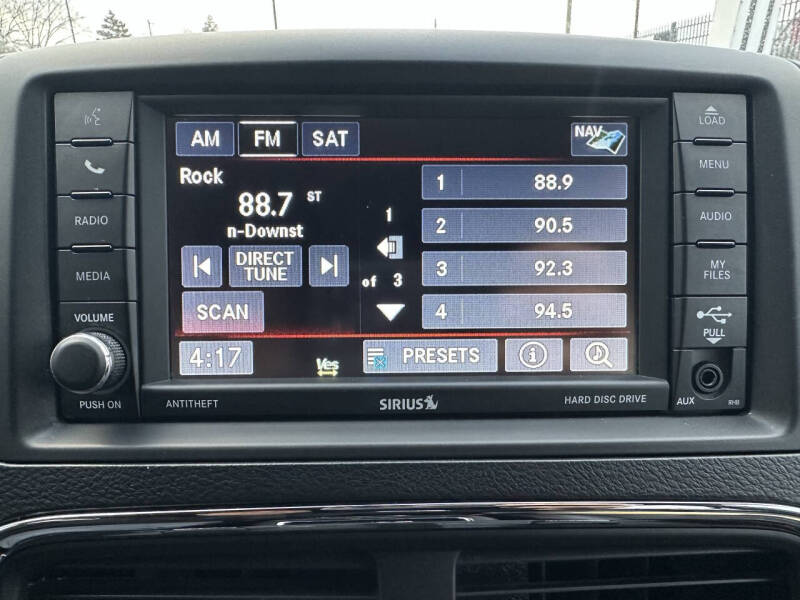 AM FM SAT NAV
Rock
88.7 ST
n-Downst
DIRECT
TUNE
SCAN
1
of 3
1 88.9
2 90.5
3 92.3
4 94.5
4:17
Yes
PRESETS
RADIO
MEDIA
VOLUME
PUSH ON
ANTITHEFT
SIRIUS
HARD DISC DRIVE
LOAD
MENU
AUDIO
MY
FILES
PULL
AUX
RHB